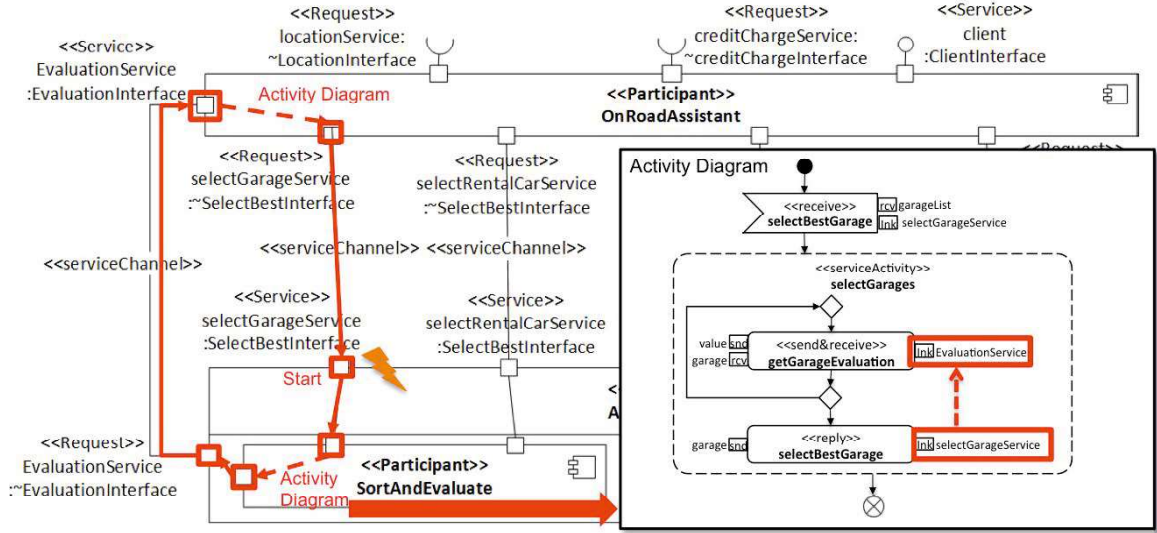 <<Request>>
locationService:
~LocationInterface
<<Request>>
creditChargeService:
~creditChargeInterface
<<Service>>
client
:ClientInterface
<<Service>>
EvaluationService
:EvaluationInterface
Activity Diagram
<<Participant>>
OnRoadAssistant
<<Request>>
selectGarageService
:~SelectBestInterface
<<Request>>
selectRentalCarService
:~SelectBestInterface
<<serviceChannel>>
<<serviceChannel>>
<<serviceChannel>>
<<Service>>
selectGarageService
:SelectBestInterface
<<Service>>
selectRentalCarService
:SelectBestInterface
Start
<<Request>>
EvaluationService
:~EvaluationInterface
Activity
Diagram
<<Participant>>
SortAndEvaluate
Activity Diagram
<<receive>>
selectBestGarage
rcv garageList
lnk selectGarageService
<<serviceActivity>>
selectGarages
value snd
garage rcv
<<send&receive>>
getGarageEvaluation
lnk EvaluationService
garage snd
<<reply>>
selectBestGarage
lnk selectGarageService